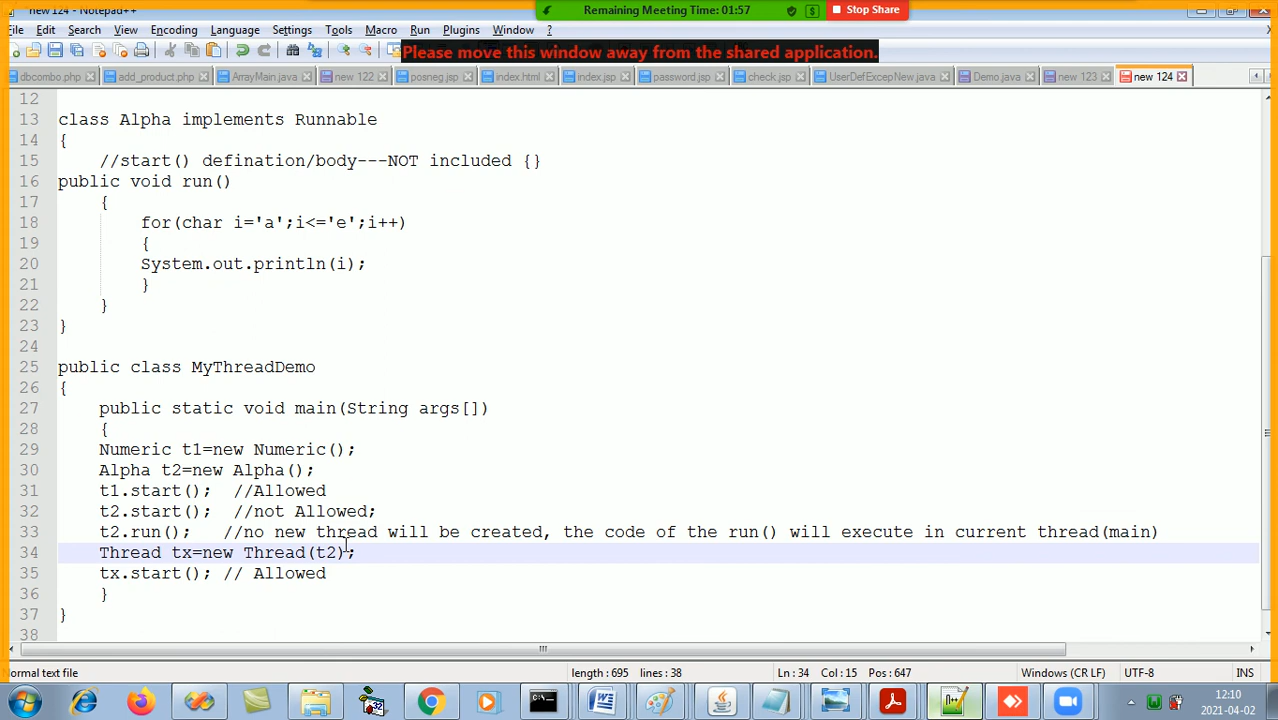 new 124
Remaining Meeting Time: 01:57
Stop Share
File Edit Search View Encoding Language Settings Tools Macro Run Plugins Window ?
Please move this window away from the shared application.
dbcombo.php add_product.php ArrayMain.java new 122 posneg.jsp index.html index.jsp password.jsp check.jsp UserDefExcepNew.java Demo.java new 123 new 124
12
13 class Alpha implements Runnable
14 {
15 //start() defination/body---NOT included {}
16 public void run()
17 {
18 for(char i='a';i<='e';i++)
19 {
20 System.out.println(i);
21 }
22 }
23 }
24
25 public class MyThreadDemo
26 {
27 public static void main(String args[])
28 {
29 Numeric t1=new Numeric();
30 Alpha t2=new Alpha();
31 t1.start(); //Allowed
32 t2.start(); //not Allowed;
33 t2.run(); //no new thread will be created, the code of the run() will execute in current thread(main)
34 Thread tx=new Thread(t2);
35 tx.start(); // Allowed
36 }
37 }
38
Normal text file length : 695 lines : 38 Ln : 34 Col : 15 Pos : 647 Windows (CR LF) UTF-8 INS
12:10
2021-04-02